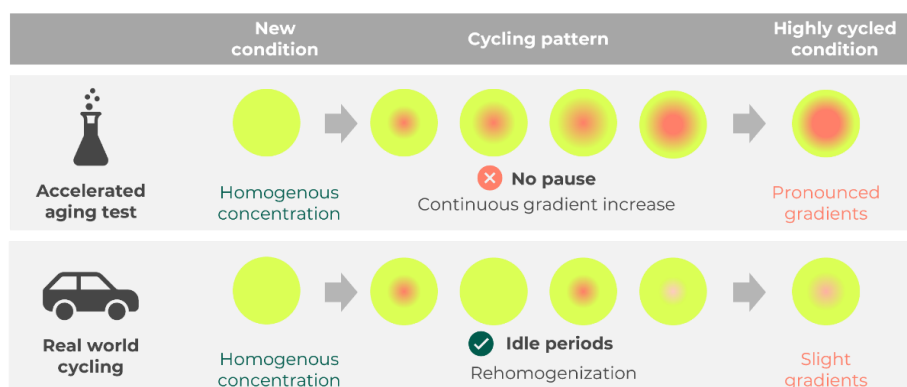 New
condition
Cycling pattern
Highly cycled
condition
Accelerated
aging test
Homogenous
concentration
No pause
Continuous gradient increase
Pronounced
gradients
Real world
cycling
Homogenous
concentration
Idle periods
Rehomogenization
Slight
gradients